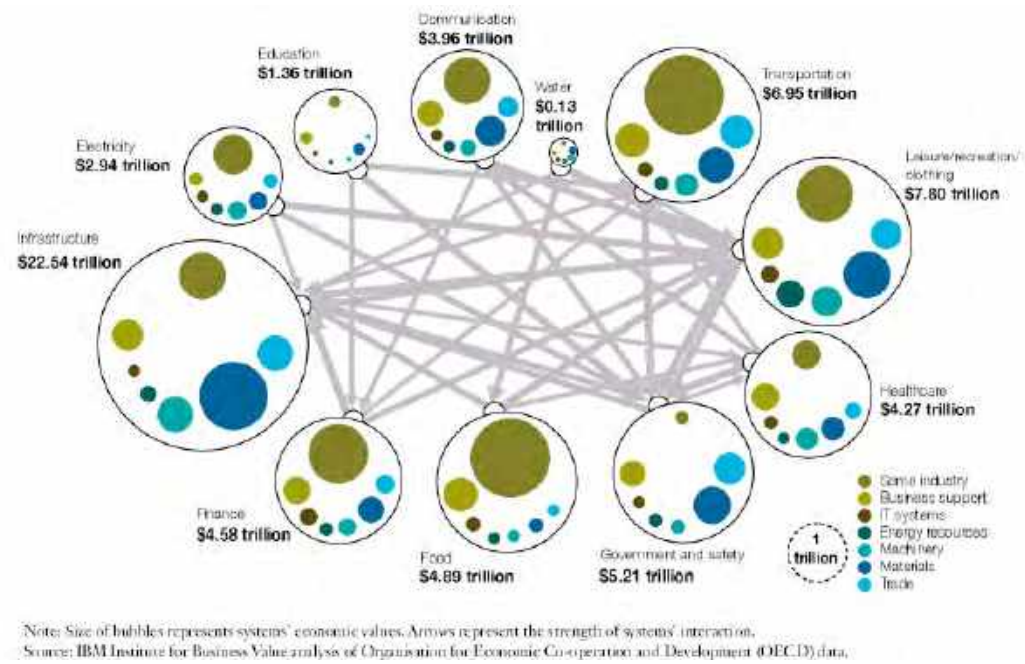 Communication
$3.96 trillion
Education
$1.36 trillion
Water
$0.13
trillion
Transportation
$6.95 trillion
Electricity
$2.94 trillion
Leisure/recreation/
clothing
$7.80 trillion
Infrastructure
$22.54 trillion
Healthcare
$4.27 trillion
Finance
$4.58 trillion
Food
$4.89 trillion
Government and safety
$5.21 trillion
1
trillion
Same industry
Business support
IT systems
Energy resources
Machinery
Materials
Trade
Note: Size of bubbles represents systems' economic values. Arrows represent the strength of systems' interaction.
Source: IBM Institute for Business Value analysis of Organisation for Economic Co-operation and Development (OECD) data.